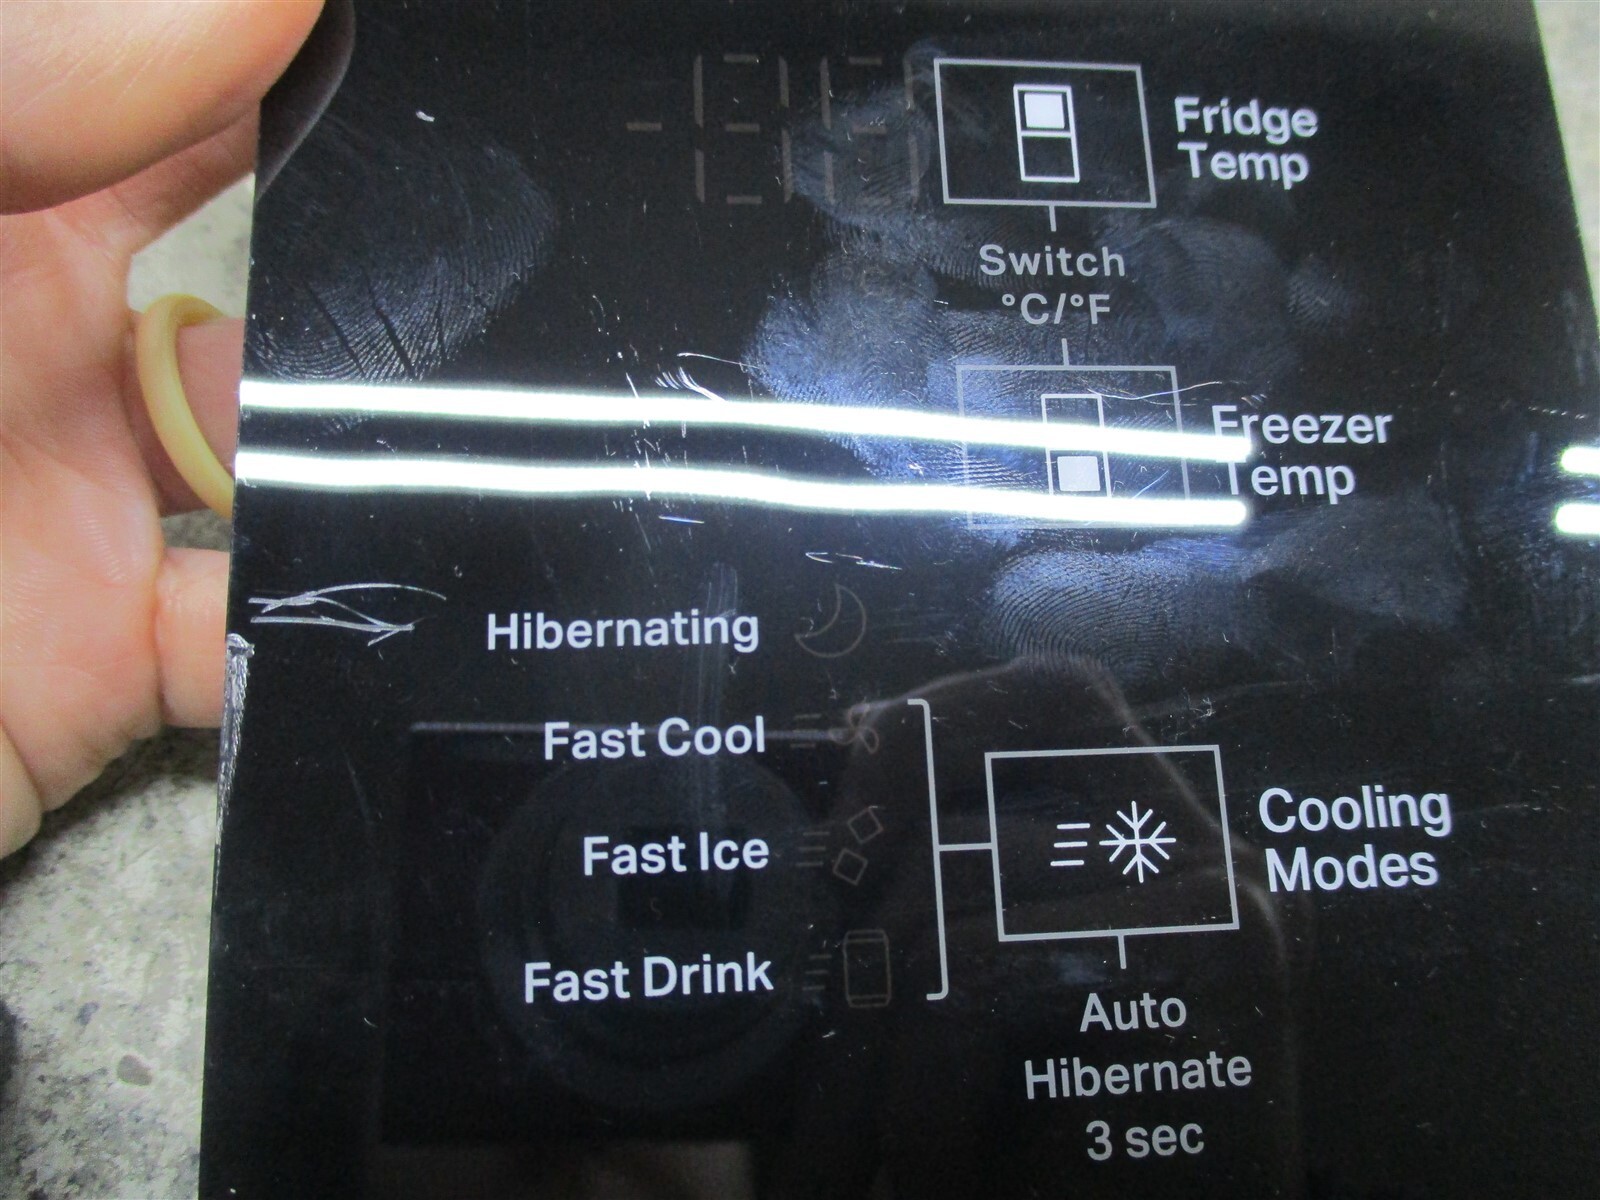 Fridge
Temp
Switch
°C/°F
Freezer
Temp
Hibernating
Fast Cool
Fast Ice
Fast Drink
Cooling
Modes
Auto
Hibernate
3 sec